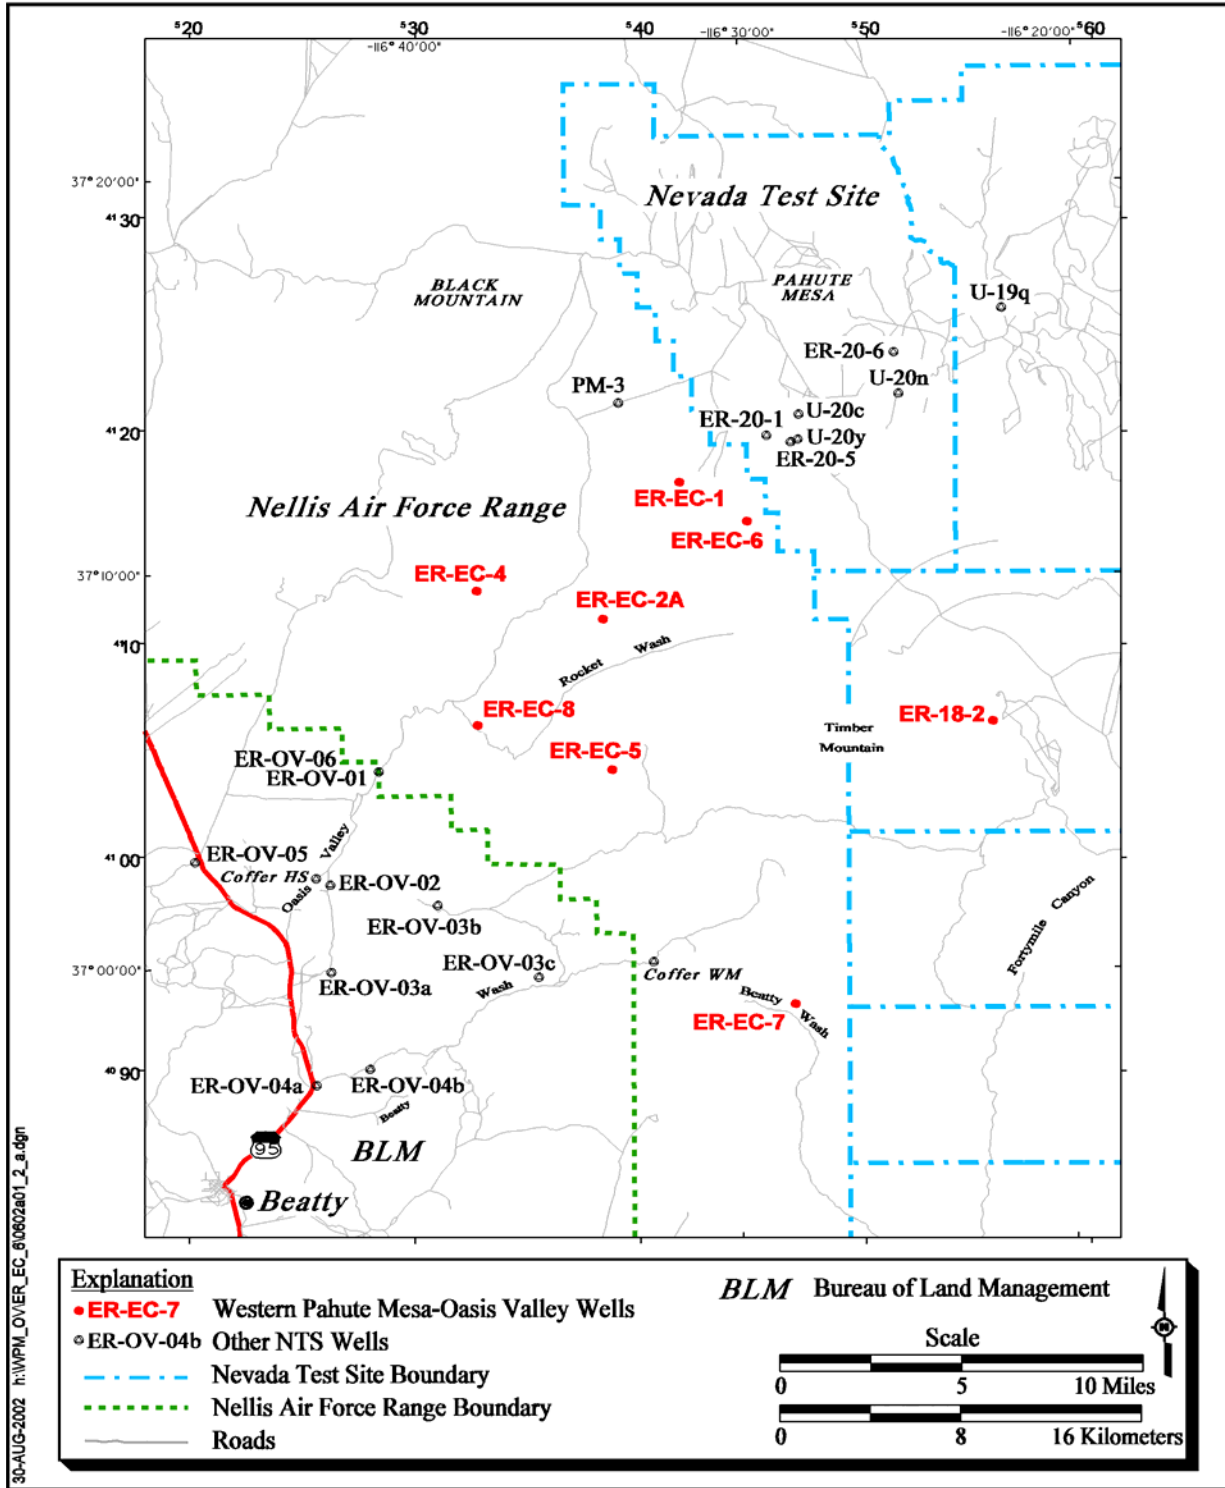 520 530 540 550 560
-116° 40' 00" -116° 30' 00" -116° 20' 00"
37° 20' 00"
41 30
Nevada Test Site
BLACK
MOUNTAIN
PAHUTE
MESA
U-19q
ER-20-6
PM-3
U-20n
U-20c
ER-20-1
41 20
U-20y
ER-20-5
ER-EC-1
Nellis Air Force Range
ER-EC-6
37° 10' 00"
ER-EC-4
ER-EC-2A
41 10
Rocket Wash
ER-EC-8
ER-18-2
Timber
Mountain
ER-OV-06
ER-OV-01
ER-EC-5
Oasis Valley
41 00
ER-OV-05
Coffer HS
ER-OV-02
ER-OV-03b
Fortymile Canyon
37° 00' 00"
ER-OV-03c
Coffer WM
ER-OV-03a
Wash
Beatty Wash
ER-EC-7
40 90
ER-OV-04a
ER-OV-04b
Beatty
95
BLM
Beatty
Explanation
ER-EC-7 Western Pahute Mesa-Oasis Valley Wells
ER-OV-04b Other NTS Wells
Nevada Test Site Boundary
Nellis Air Force Range Boundary
Roads
BLM Bureau of Land Management
N
Scale
0 5 10 Miles
0 8 16 Kilometers
30-AUG-2002 h:\WPM_OV\ER_EC_6\0602a01_2_a.dgn